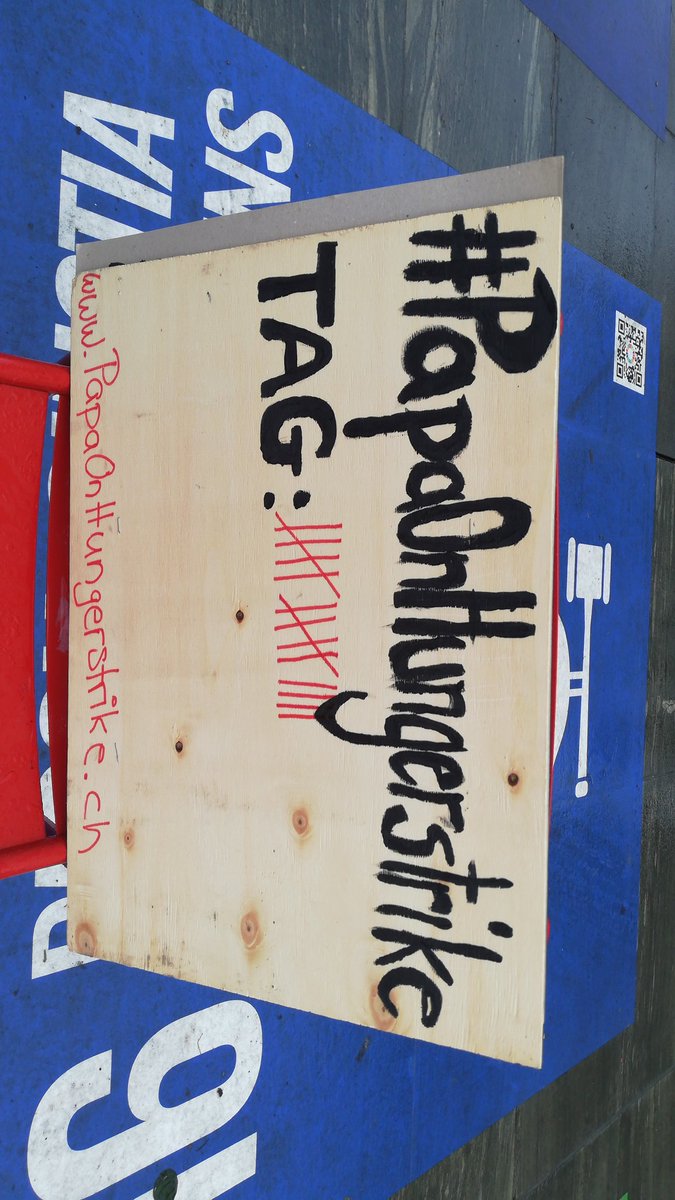 #PapaOnHungerstrike
TAG:
www.PapaOnHungerstrike.ch